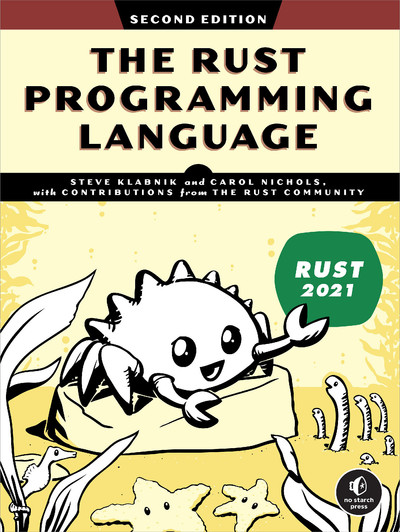 SECOND EDITION
THE RUST
PROGRAMMING
LANGUAGE
STEVE KLABNIK and CAROL NICHOLS,
with CONTRIBUTIONS from THE RUST COMMUNITY
RUST
2021
no starch
press